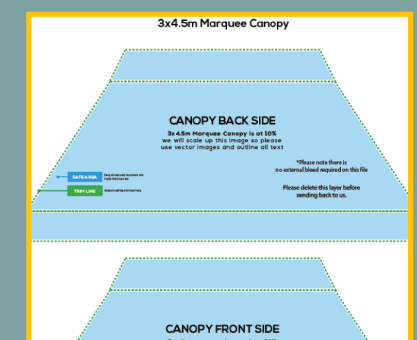 3x4.5m Marquee Canopy
CANOPY BACK SIDE
3x4.5m Marquee Canopy is at 10%
we will scale up this image so please
use vector images and outline all text
*Please note there is
no external bleed required on this file
SAFE AREA
TRIM LINE
Please delete this layer before
sending back to us.
CANOPY FRONT SIDE